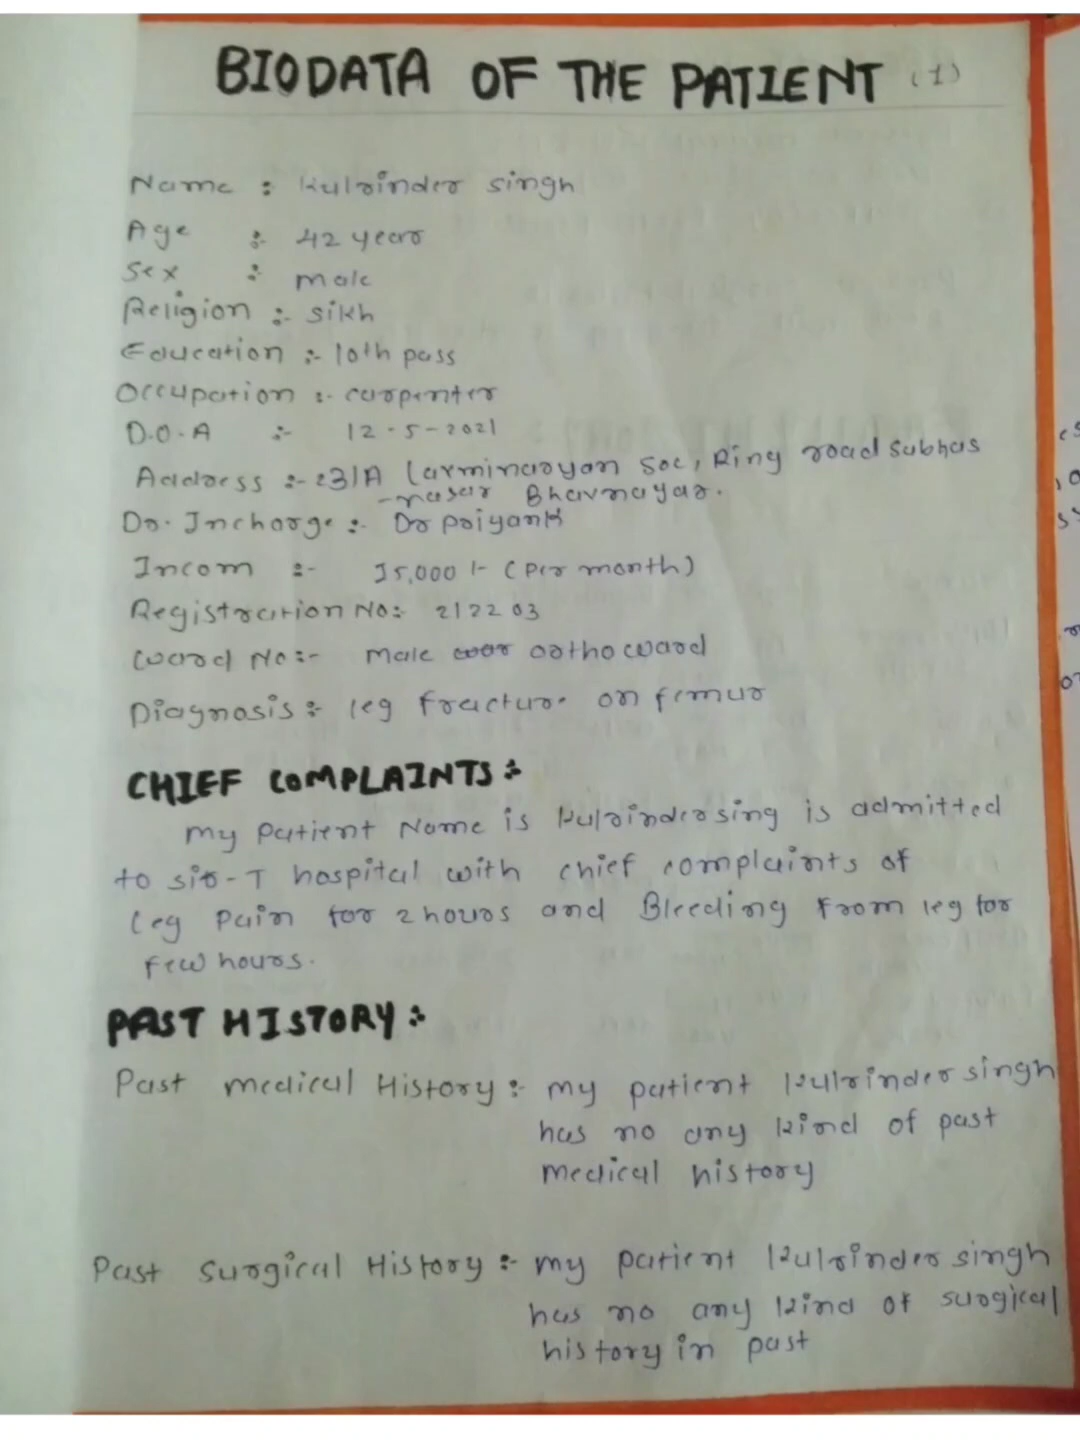 BIODATA OF THE PATIENT (1)
Name : Kulrinder singh
Age :- 42 years
Sex :- male
Religion :- sikh
Education :- 10th pass
Occupation :- carpenter
D.O.A :- 12-5-2021
Address :- 231A Laxminarayan Soc, Ring road Subhas
-nagar Bhavnagar.
Dr. Incharge :- Dr priyank
Incom :- 15,000 /- (per month)
Registration No:- 212203
Ward No:- Male ortho ward
Diagnosis :- leg fracture on femur
CHIEF COMPLAINTS :-
my patient Name is kulrindersing is admitted
to sir-T hospital with chief complaints of
leg pain for 2 hours and Bleeding from leg for
few hours.
PAST HISTORY :-
Past medical History :- my patient kulrinder singh
has no any kind of past
medical history
Past surgical History :- my patient kulrinder singh
has no any kind of surgical
history in past